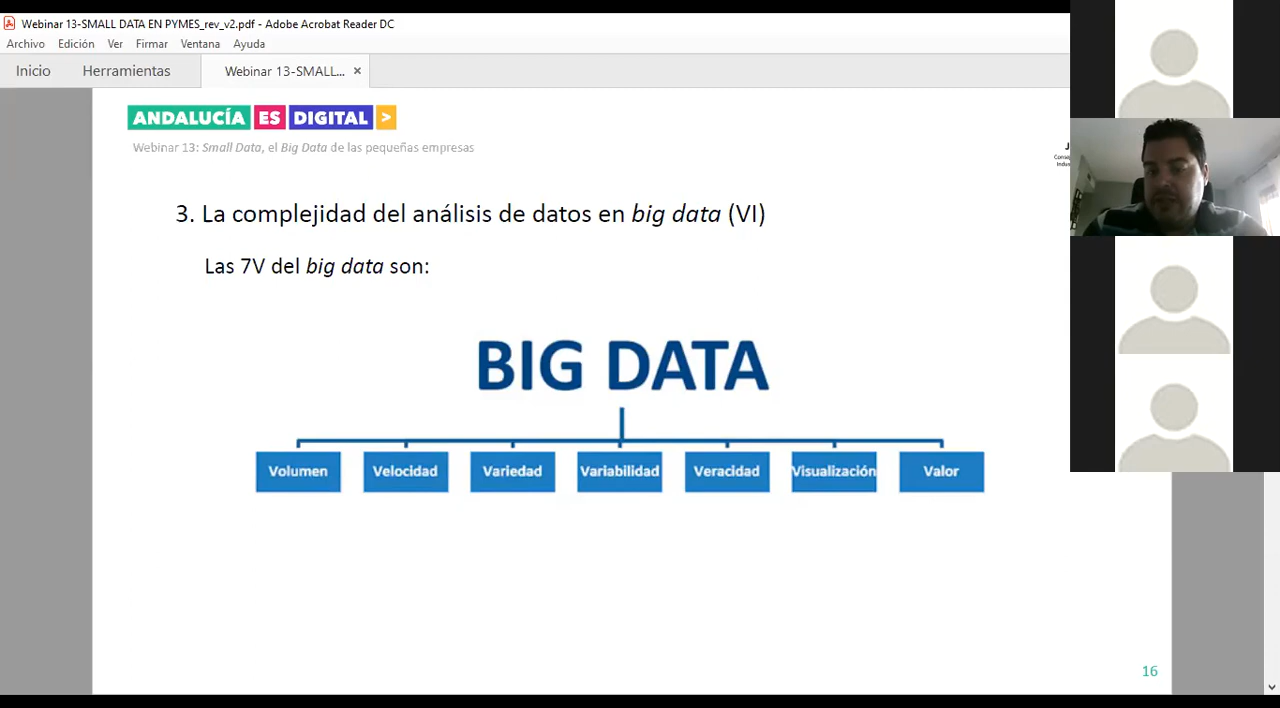 Webinar 13-SMALL DATA EN PYMES_rev_v2.pdf - Adobe Acrobat Reader DC
Archivo Edición Ver Firmar Ventana Ayuda
Inicio Herramientas Webinar 13-SMALL... ×
ANDALUCÍA ES DIGITAL >
Webinar 13: Small Data, el Big Data de las pequeñas empresas
3. La complejidad del análisis de datos en big data (VI)
Las 7V del big data son:
BIG DATA
Volumen Velocidad Variedad Variabilidad Veracidad Visualización Valor
16